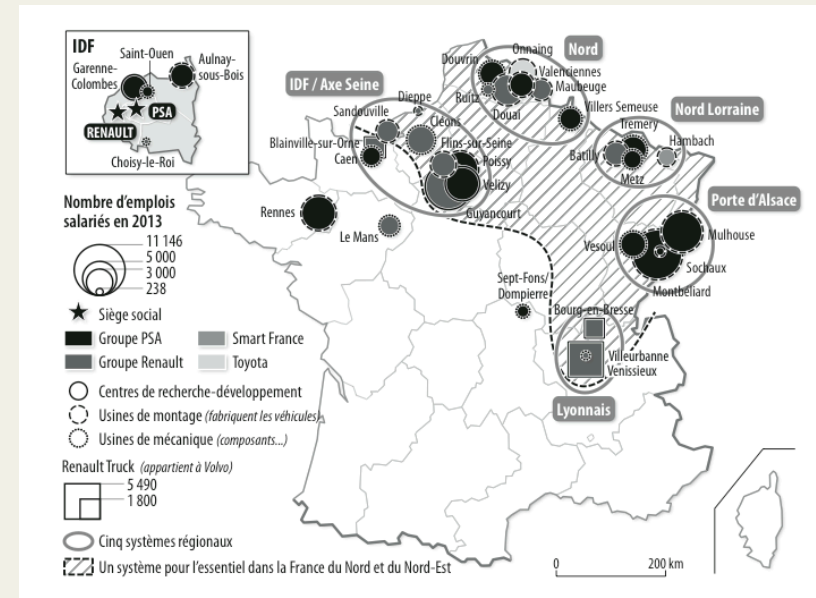 IDF
Saint-Ouen
Garenne-
Colombes
Aulnay-
sous-Bois
PSA
RENAULT
Choisy-le-Roi
Nombre d'emplois
salariés en 2013
11 146
5 000
3 000
238
Siège social
Groupe PSA
Smart France
Groupe Renault
Toyota
Centres de recherche-développement
Usines de montage (fabriquent les véhicules)
Usines de mécanique (composants...)
Renault Truck (appartient à Volvo)
5 490
1 800
Cinq systèmes régionaux
Un système pour l'essentiel dans la France du Nord et du Nord-Est
Nord
Onnaing
Douvrin
Valenciennes
Maubeuge
Ruitz
Douai
Villers Semeuse
IDF / Axe Seine
Dieppe
Sandouville
Cléons
Blainville-sur-Orne
Caen
Flins-sur-Seine
Poissy
Velizy
Guyancourt
Nord Lorraine
Tremery
Hambach
Batilly
Metz
Porte d'Alsace
Mulhouse
Vesoul
Sochaux
Montbéliard
Rennes
Le Mans
Sept-Fons/
Dompierre
Bourg-en-Bresse
Villeurbanne
Venissieux
Lyonnais
0
200 km